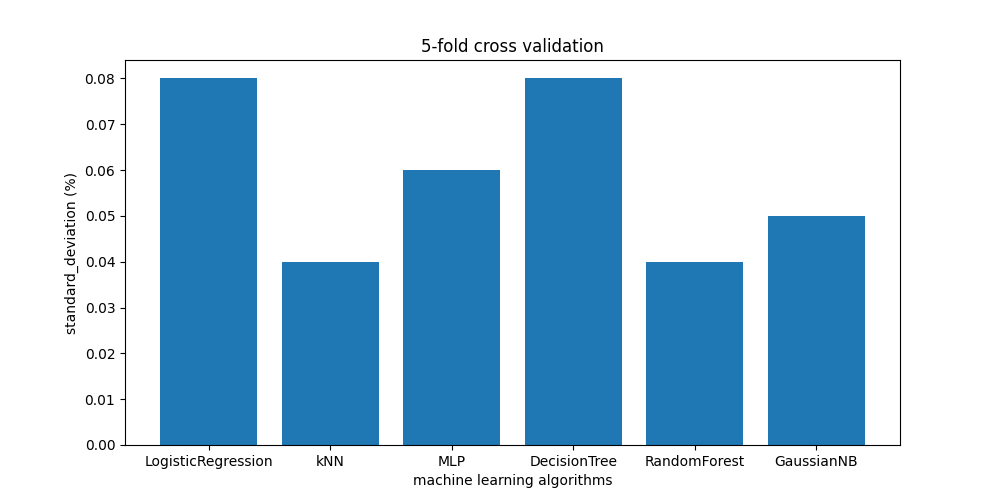 5-fold cross validation
standard_deviation (%)
0.08
0.07
0.06
0.05
0.04
0.03
0.02
0.01
0.00
LogisticRegression kNN MLP DecisionTree RandomForest GaussianNB
machine learning algorithms